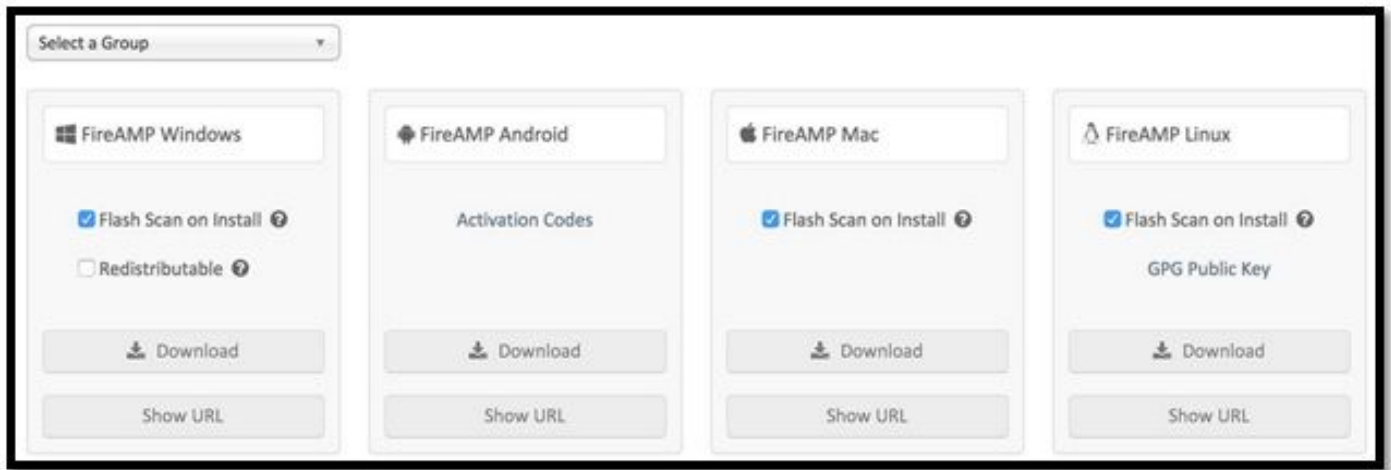 Select a Group
FireAMP Windows
Flash Scan on Install
Redistributable
Download
Show URL
FireAMP Android
Activation Codes
Download
Show URL
FireAMP Mac
Flash Scan on Install
Download
Show URL
FireAMP Linux
Flash Scan on Install
GPG Public Key
Download
Show URL